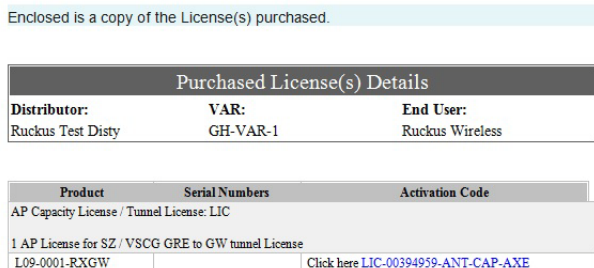 Enclosed is a copy of the License(s) purchased.
Purchased License(s) Details
Distributor: VAR: End User:
Ruckus Test Disty GH-VAR-1 Ruckus Wireless
Product Serial Numbers Activation Code
AP Capacity License / Tunnel License: LIC
1 AP License for SZ / VSCG GRE to GW tunnel License
L09-0001-RXGW Click here LIC-00394959-ANT-CAP-AXE